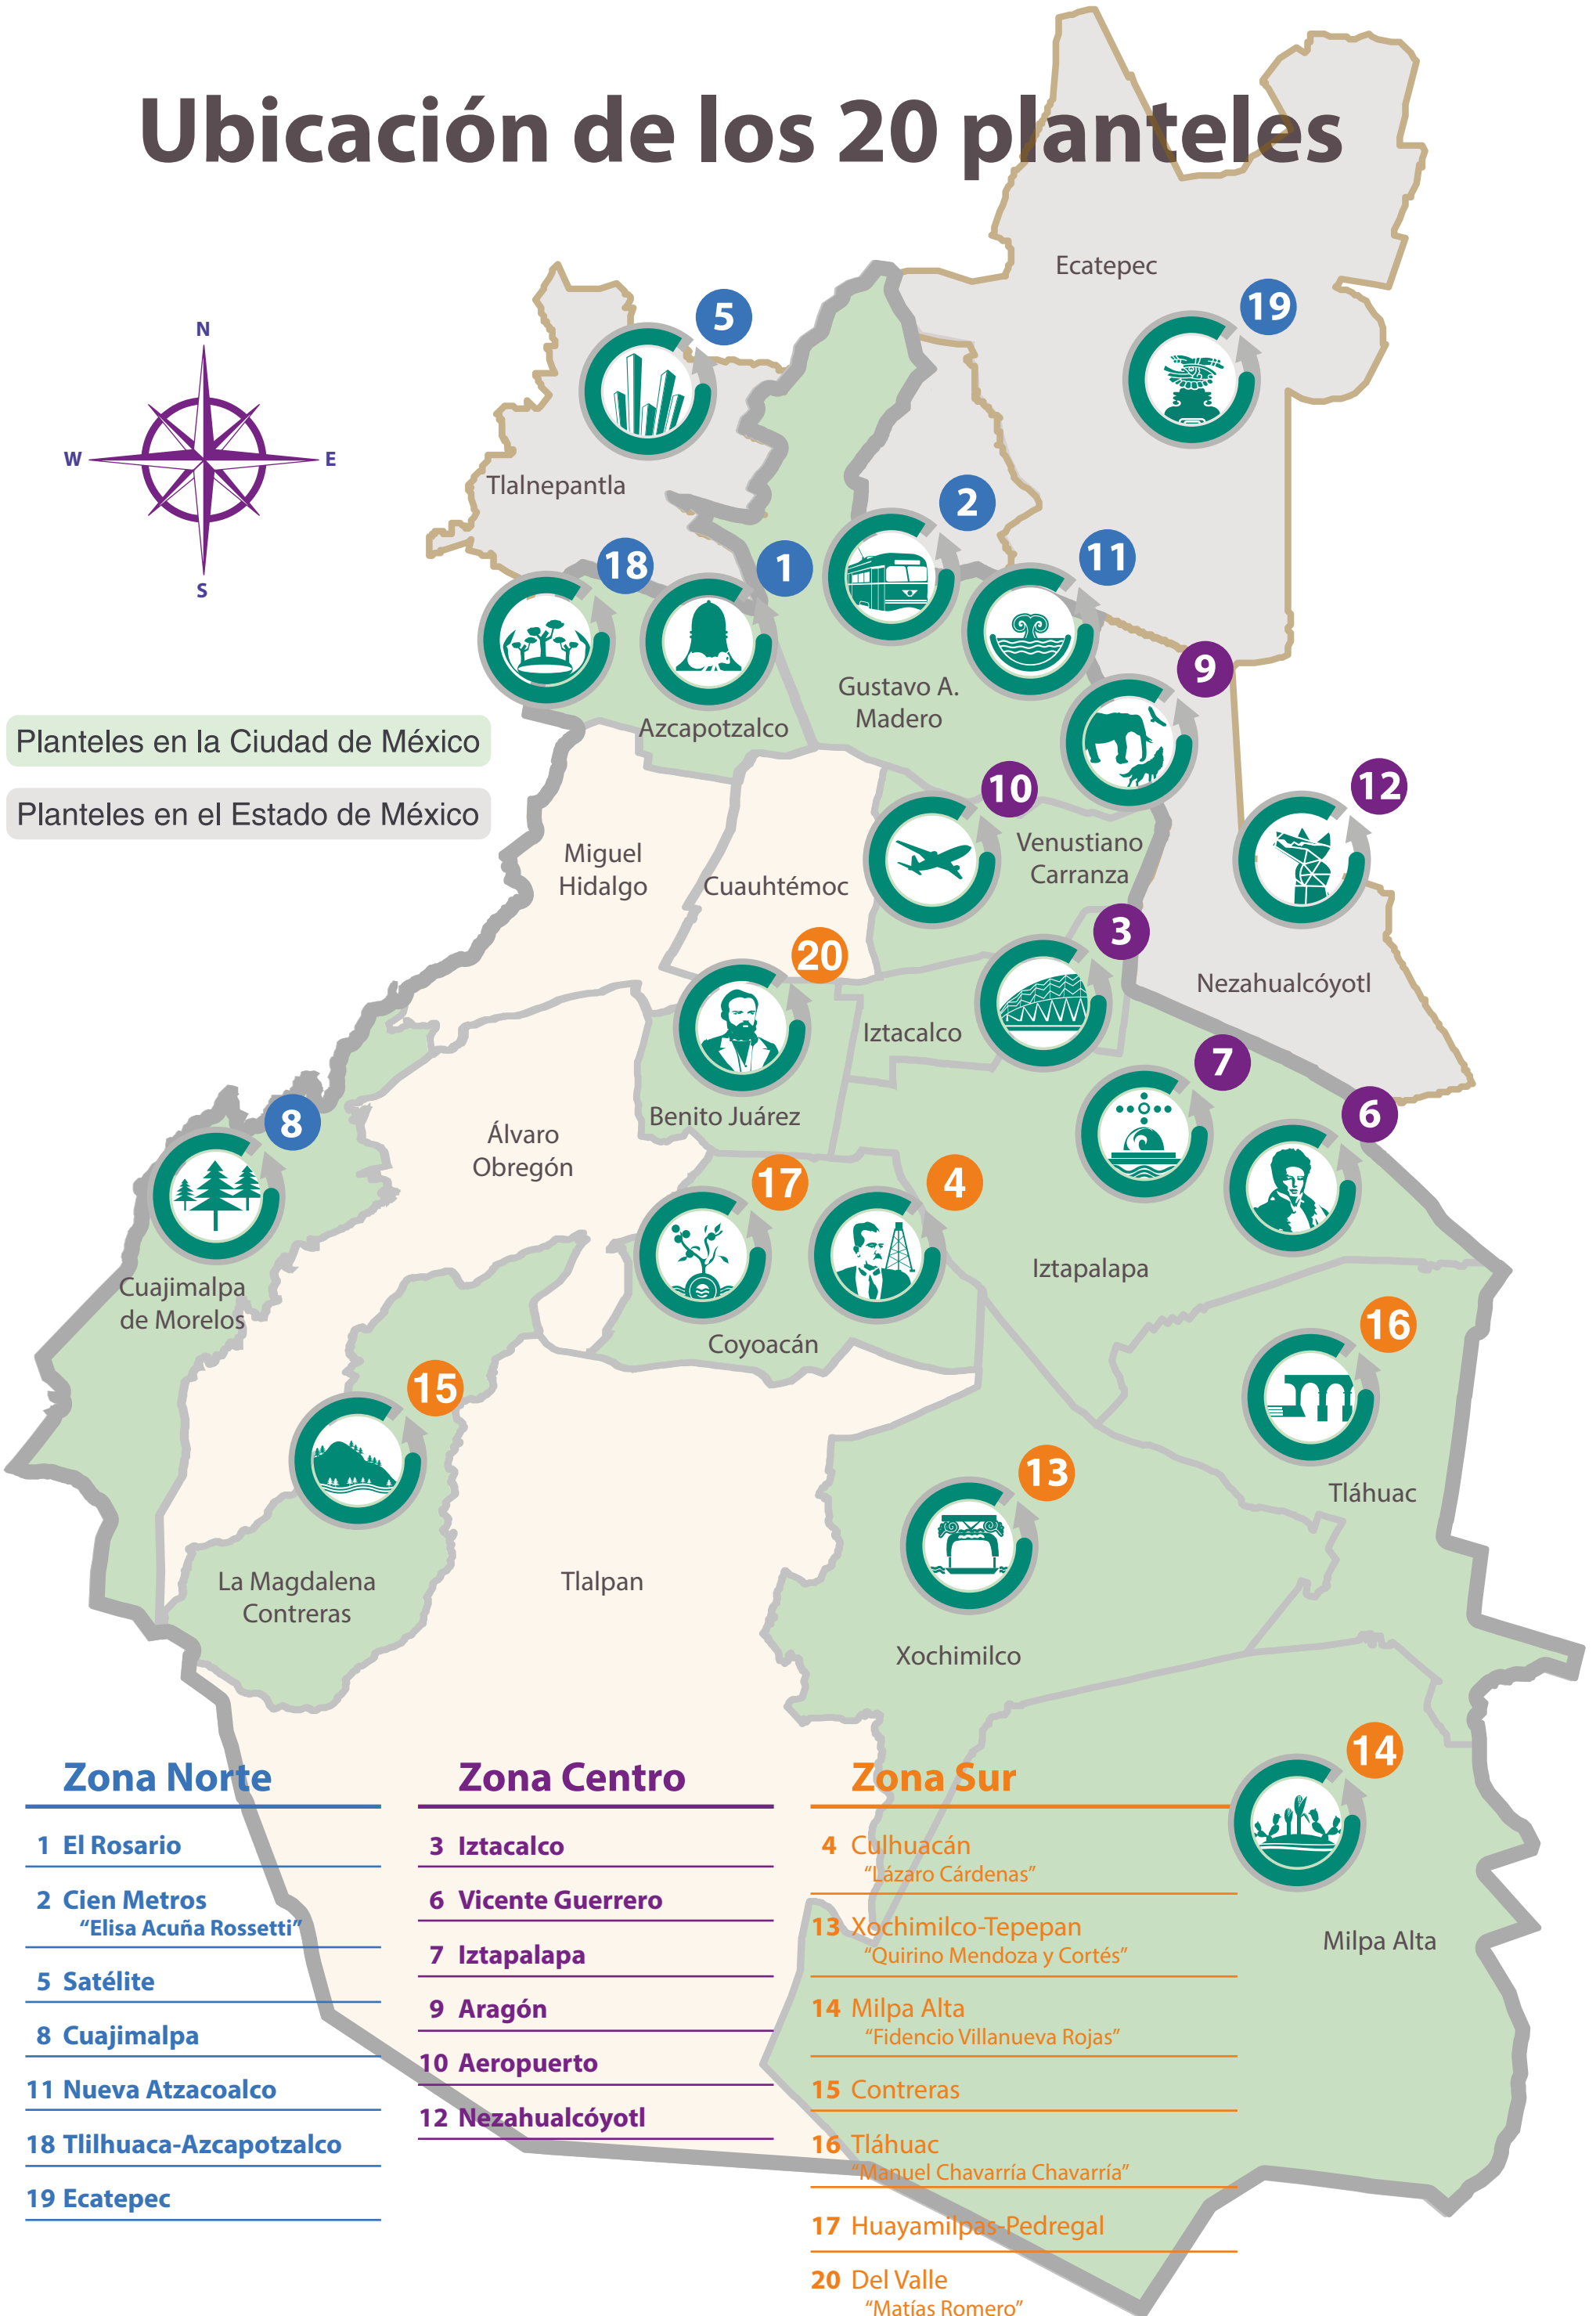 Ubicación de los 20 planteles
Ecatepec
19
5
N
W
E
S
Tlalnepantla
2
11
18
1
9
Gustavo A.
Madero
Azcapotzalco
Planteles en la Ciudad de México
Planteles en el Estado de México
10
12
Venustiano
Carranza
Miguel
Hidalgo
Cuauhtémoc
3
20
Nezahualcóyotl
Iztacalco
7
6
8
Benito Juárez
Álvaro
Obregón
17
4
Iztapalapa
Cuajimalpa
de Morelos
16
Coyoacán
15
13
Tláhuac
La Magdalena
Contreras
Tlalpan
Xochimilco
14
Milpa Alta
Zona Norte
1 El Rosario
2 Cien Metros
“Elisa Acuña Rossetti”
5 Satélite
8 Cuajimalpa
11 Nueva Atzacoalco
18 Tlilhuaca-Azcapotzalco
19 Ecatepec
Zona Centro
3 Iztacalco
6 Vicente Guerrero
7 Iztapalapa
9 Aragón
10 Aeropuerto
12 Nezahualcóyotl
Zona Sur
4 Culhuacán
“Lázaro Cárdenas”
13 Xochimilco-Tepepan
“Quirino Mendoza y Cortés”
14 Milpa Alta
“Fidencio Villanueva Rojas”
15 Contreras
16 Tláhuac
“Manuel Chavarría Chavarría”
17 Huayamilpas-Pedregal
20 Del Valle
“Matías Romero”